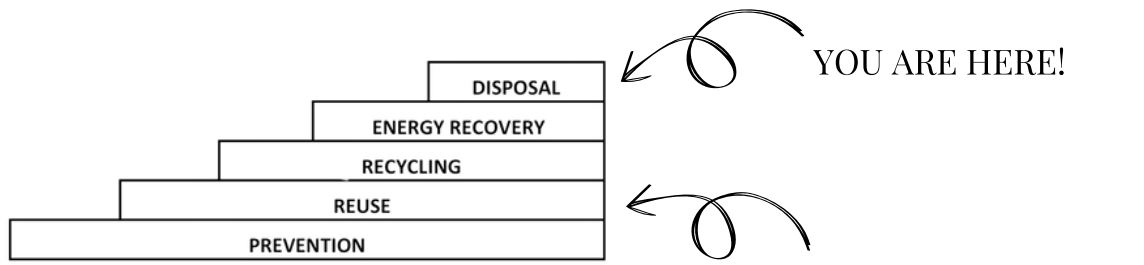 YOU ARE HERE!
DISPOSAL
ENERGY RECOVERY
RECYCLING
REUSE
PREVENTION